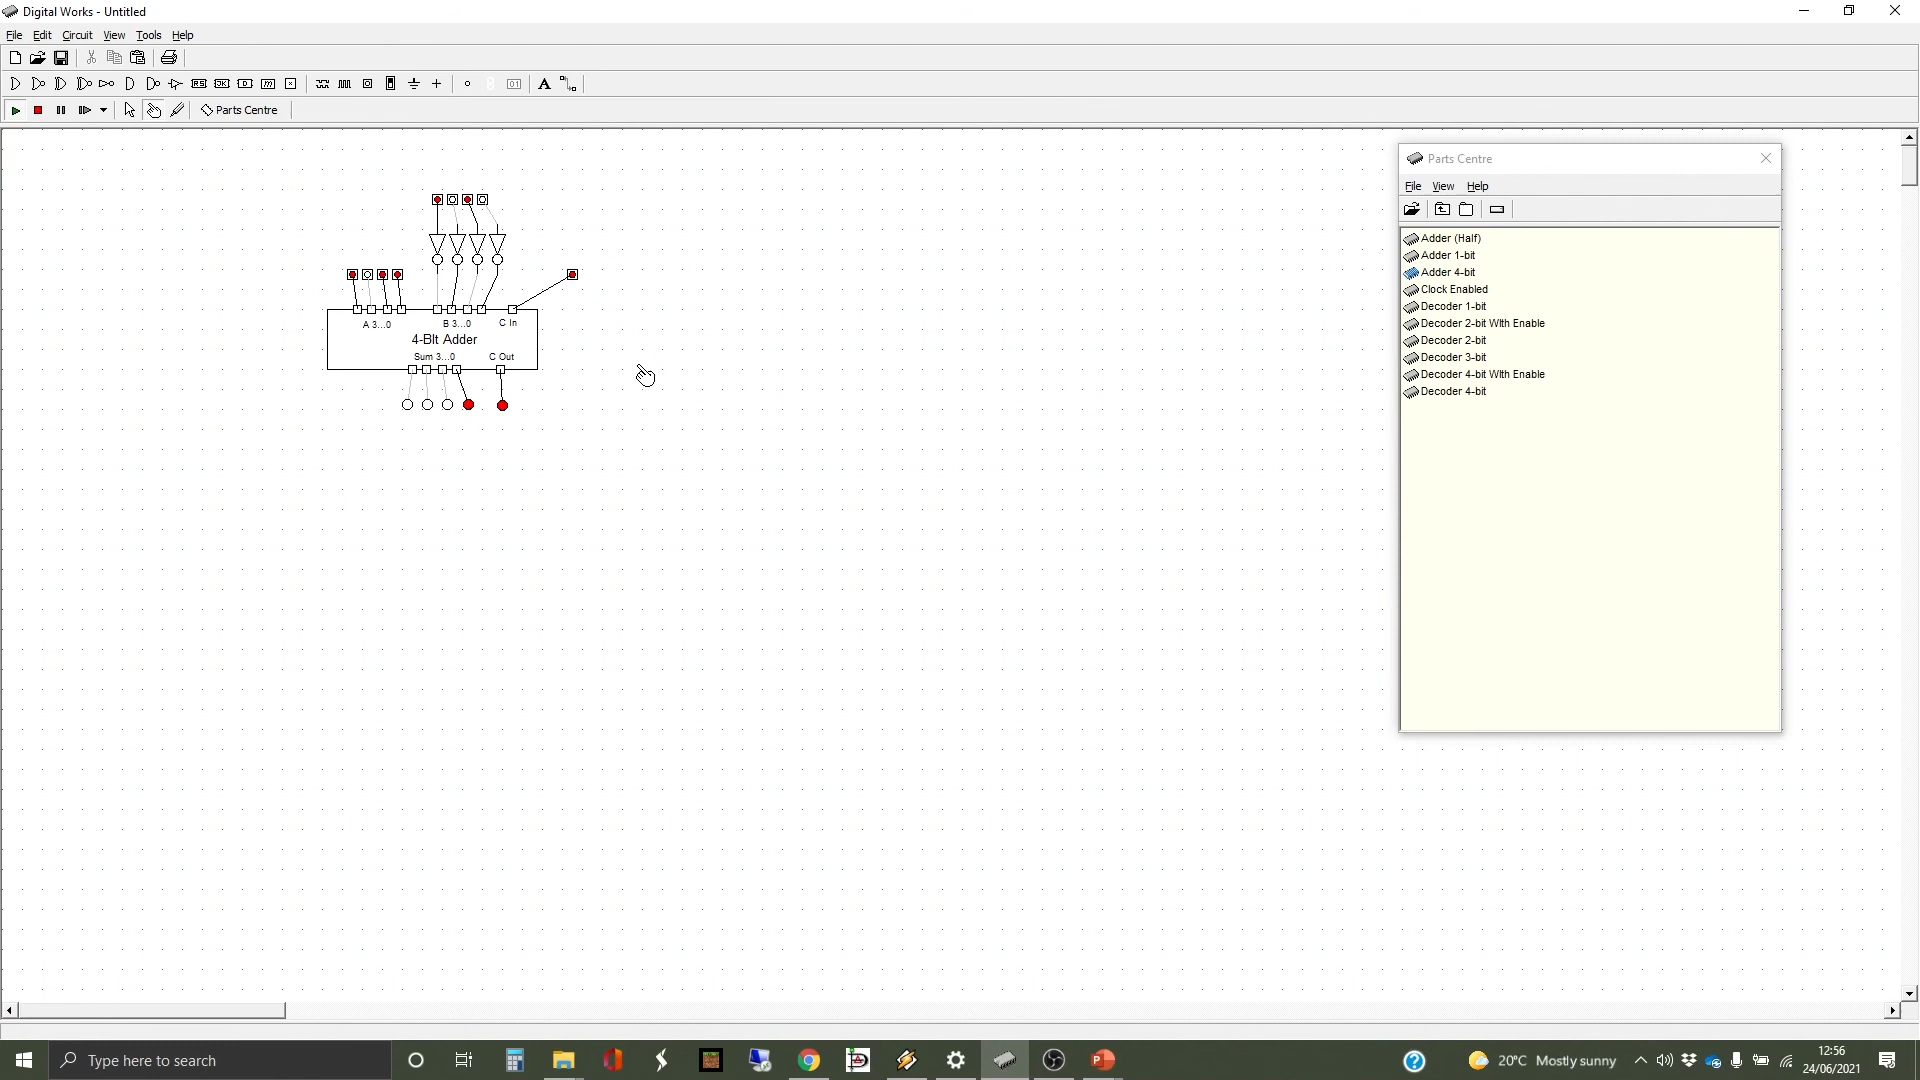 Digital Works - Untitled
File Edit Circuit View Tools Help
A
Parts Centre
Parts Centre
File View Help
Adder (Half)
Adder 1-bit
Adder 4-bit
Clock Enabled
Decoder 1-bit
Decoder 2-bit With Enable
Decoder 2-bit
Decoder 3-bit
Decoder 4-bit With Enable
Decoder 4-bit
A 3...0 B 3...0 C In
4-Bit Adder
Sum 3...0 C Out
Type here to search
20°C Mostly sunny
12:56
24/06/2021